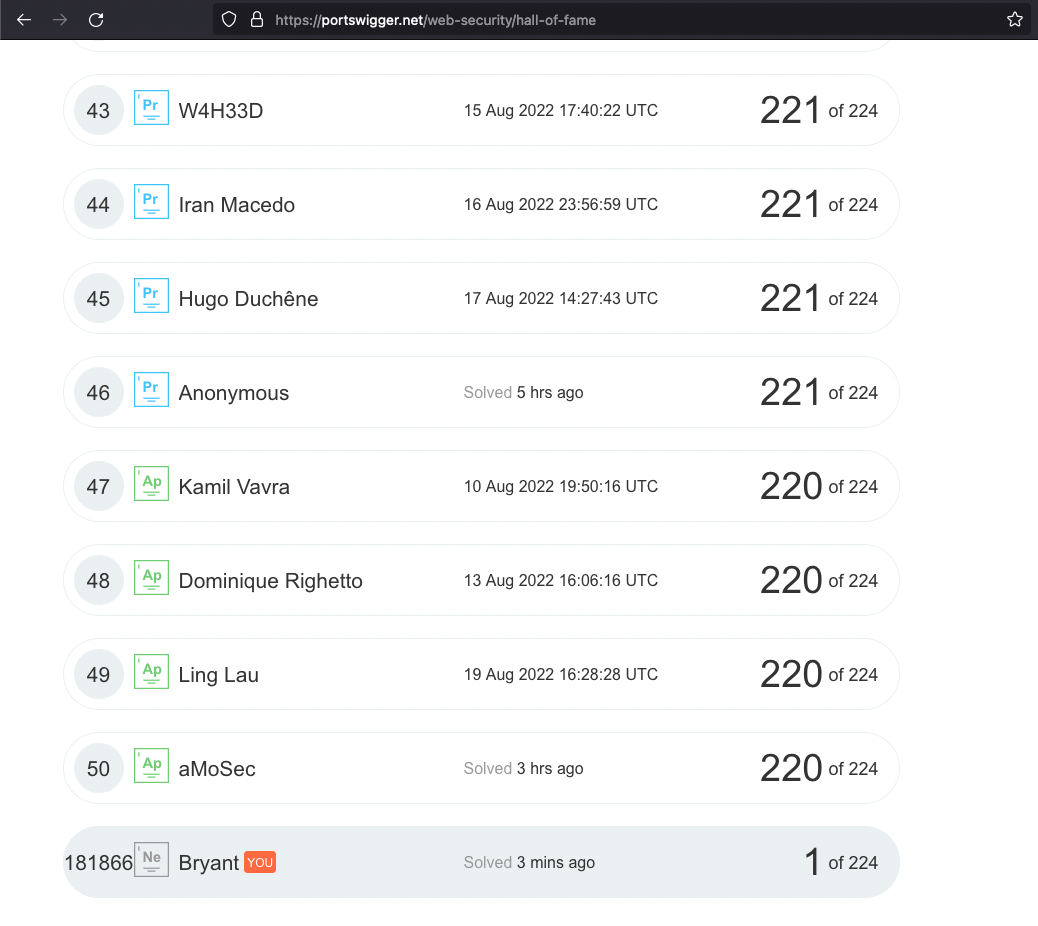 https://portswigger.net/web-security/hall-of-fame
43 Pr W4H33D 15 Aug 2022 17:40:22 UTC 221 of 224
44 Pr Iran Macedo 16 Aug 2022 23:56:59 UTC 221 of 224
45 Pr Hugo Duchêne 17 Aug 2022 14:27:43 UTC 221 of 224
46 Pr Anonymous Solved 5 hrs ago 221 of 224
47 Ap Kamil Vavra 10 Aug 2022 19:50:16 UTC 220 of 224
48 Ap Dominique Righetto 13 Aug 2022 16:06:16 UTC 220 of 224
49 Ap Ling Lau 19 Aug 2022 16:28:28 UTC 220 of 224
50 Ap aMoSec Solved 3 hrs ago 220 of 224
181866 Ne Bryant YOU Solved 3 mins ago 1 of 224